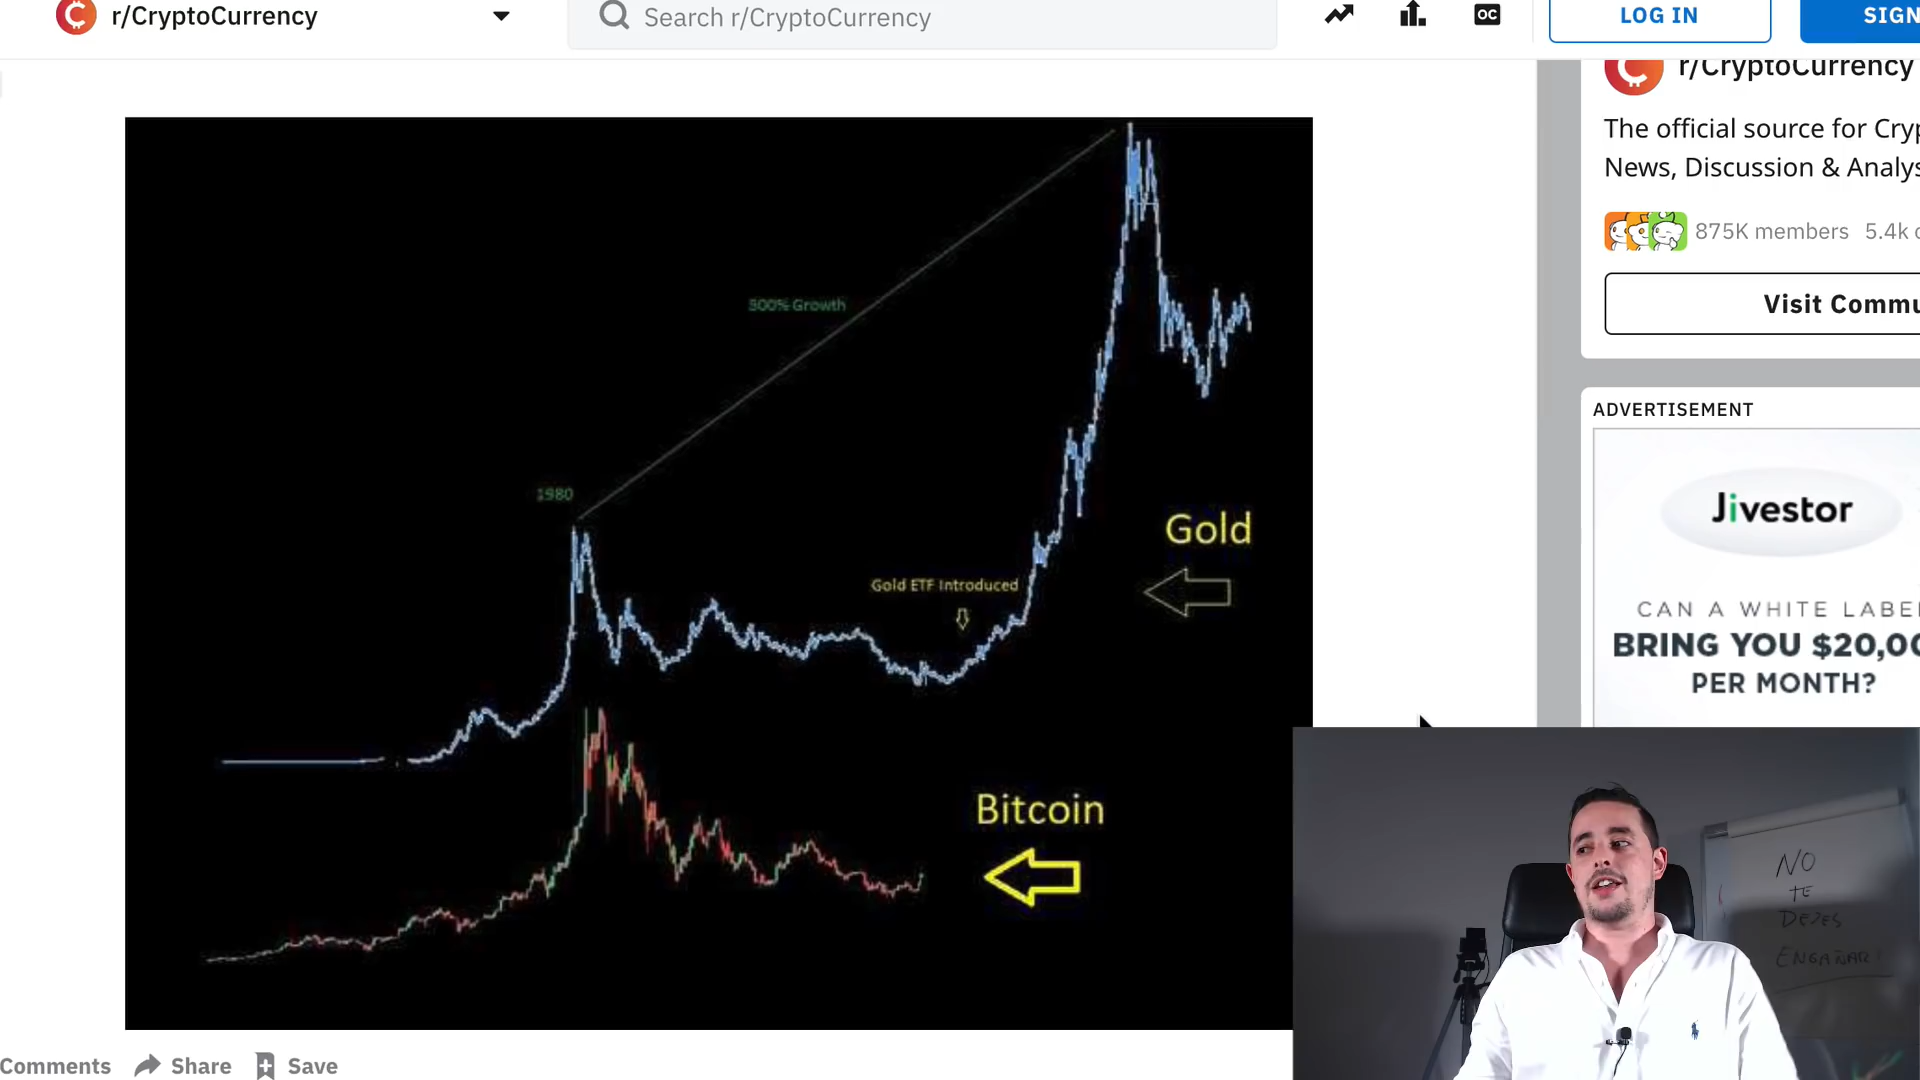 r/CryptoCurrency
Search r/CryptoCurrency
LOG IN
SIGN
r/CryptoCurrency
The official source for Cryp
News, Discussion & Analys
875K members 5.4k
Visit Commu
ADVERTISEMENT
Jivestor
CAN A WHITE LABE
BRING YOU $20,00
PER MONTH?
1980
Growth
Gold ETF Introduced
Gold
Bitcoin
NO
TE
DEJES
ENGAÑAR!
Comments
Share
Save